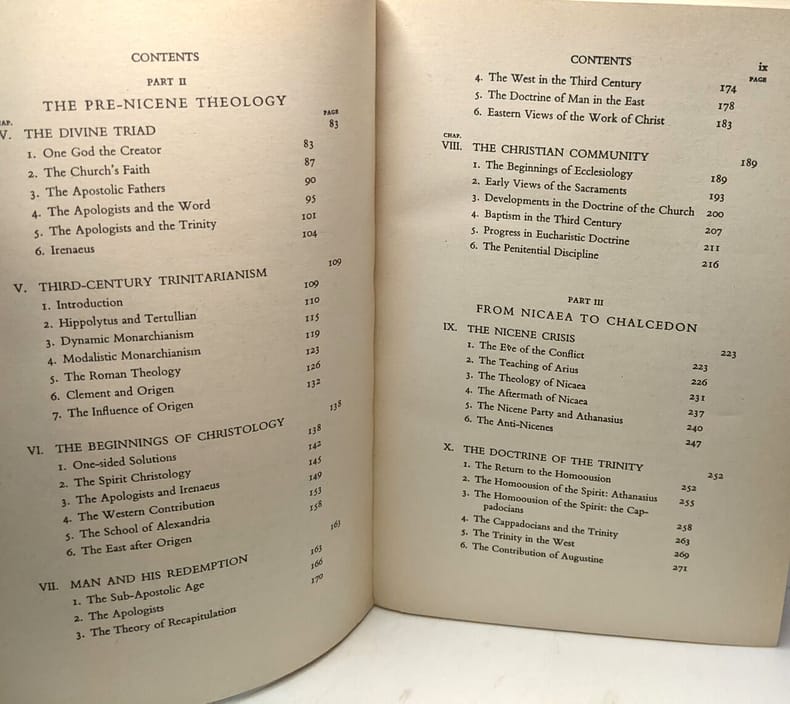 CONTENTS
PART II
THE PRE-NICENE THEOLOGY
AP. PAGE
V. THE DIVINE TRIAD 83
1. One God the Creator 83
2. The Church's Faith 87
3. The Apostolic Fathers 90
4. The Apologists and the Word 95
5. The Apologists and the Trinity 101
6. Irenaeus 104
V. THIRD-CENTURY TRINITARIANISM 109
1. Introduction 109
2. Hippolytus and Tertullian 110
3. Dynamic Monarchianism 115
4. Modalistic Monarchianism 119
5. The Roman Theology 123
6. Clement and Origen 126
7. The Influence of Origen 132
VI. THE BEGINNINGS OF CHRISTOLOGY 138
1. One-sided Solutions 138
2. The Spirit Christology 142
3. The Apologists and Irenaeus 145
4. The Western Contribution 149
5. The School of Alexandria 153
6. The East after Origen 158
VII. MAN AND HIS REDEMPTION 163
1. The Sub-Apostolic Age 163
2. The Apologists 166
3. The Theory of Recapitulation 170
CONTENTS ix
PAGE
4. The West in the Third Century 174
5. The Doctrine of Man in the East 178
6. Eastern Views of the Work of Christ 183
CHAP.
VIII. THE CHRISTIAN COMMUNITY 189
1. The Beginnings of Ecclesiology 189
2. Early Views of the Sacraments 193
3. Developments in the Doctrine of the Church 200
4. Baptism in the Third Century 207
5. Progress in Eucharistic Doctrine 211
6. The Penitential Discipline 216
PART III
FROM NICAEA TO CHALCEDON
IX. THE NICENE CRISIS 223
1. The Eve of the Conflict 223
2. The Teaching of Arius 226
3. The Theology of Nicaea 231
4. The Aftermath of Nicaea 237
5. The Nicene Party and Athanasius 240
6. The Anti-Nicenes 247
X. THE DOCTRINE OF THE TRINITY 252
1. The Return to the Homoousion 252
2. The Homoousion of the Spirit: Athanasius 255
3. The Homoousion of the Spirit: the Cap-
padocians 258
4. The Cappadocians and the Trinity 263
5. The Trinity in the West 269
6. The Contribution of Augustine 271